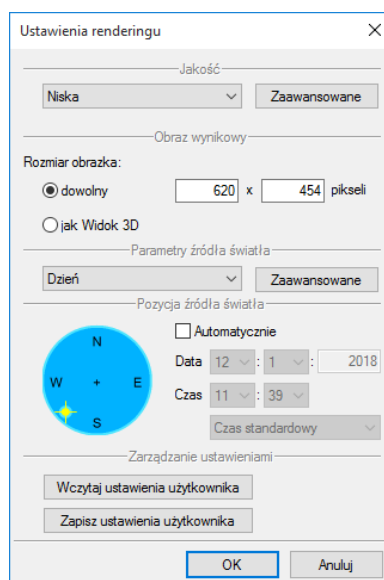 Ustawienia renderingu
Jakość
Niska Zaawansowane
Obraz wynikowy
Rozmiar obrazka:
dowolny 620 x 454 pikseli
jak Widok 3D
Parametry źródła światła
Dzień Zaawansowane
Pozycja źródła światła
N
W + E
S
Automatycznie
Data 12 : 1 : 2018
Czas 11 : 39
Czas standardowy
Zarządzanie ustawieniami
Wczytaj ustawienia użytkownika
Zapisz ustawienia użytkownika
OK Anuluj